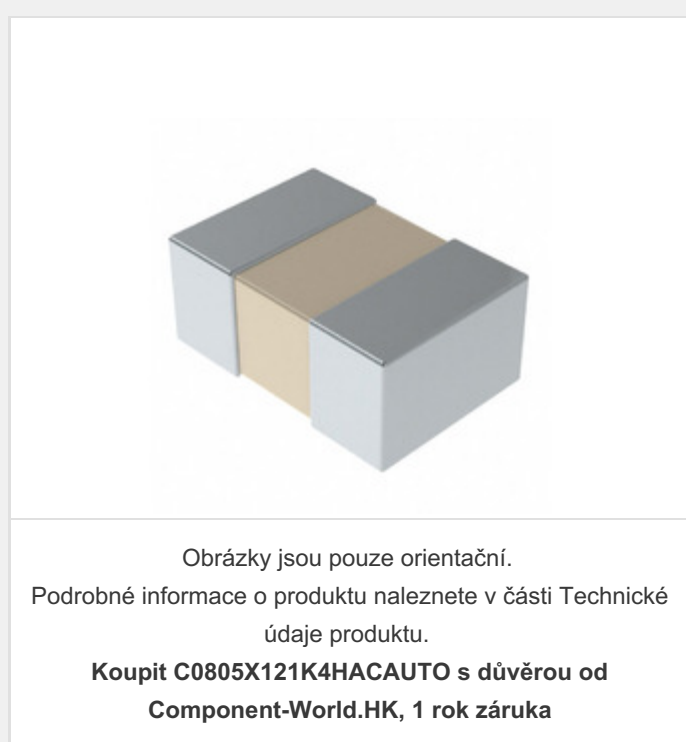 Obrázky jsou pouze orientační.
Podrobné informace o produktu naleznete v části Technické
údaje produktu.
Koupit C0805X121K4HACAUTO s důvěrou od
Component-World.HK, 1 rok záruka